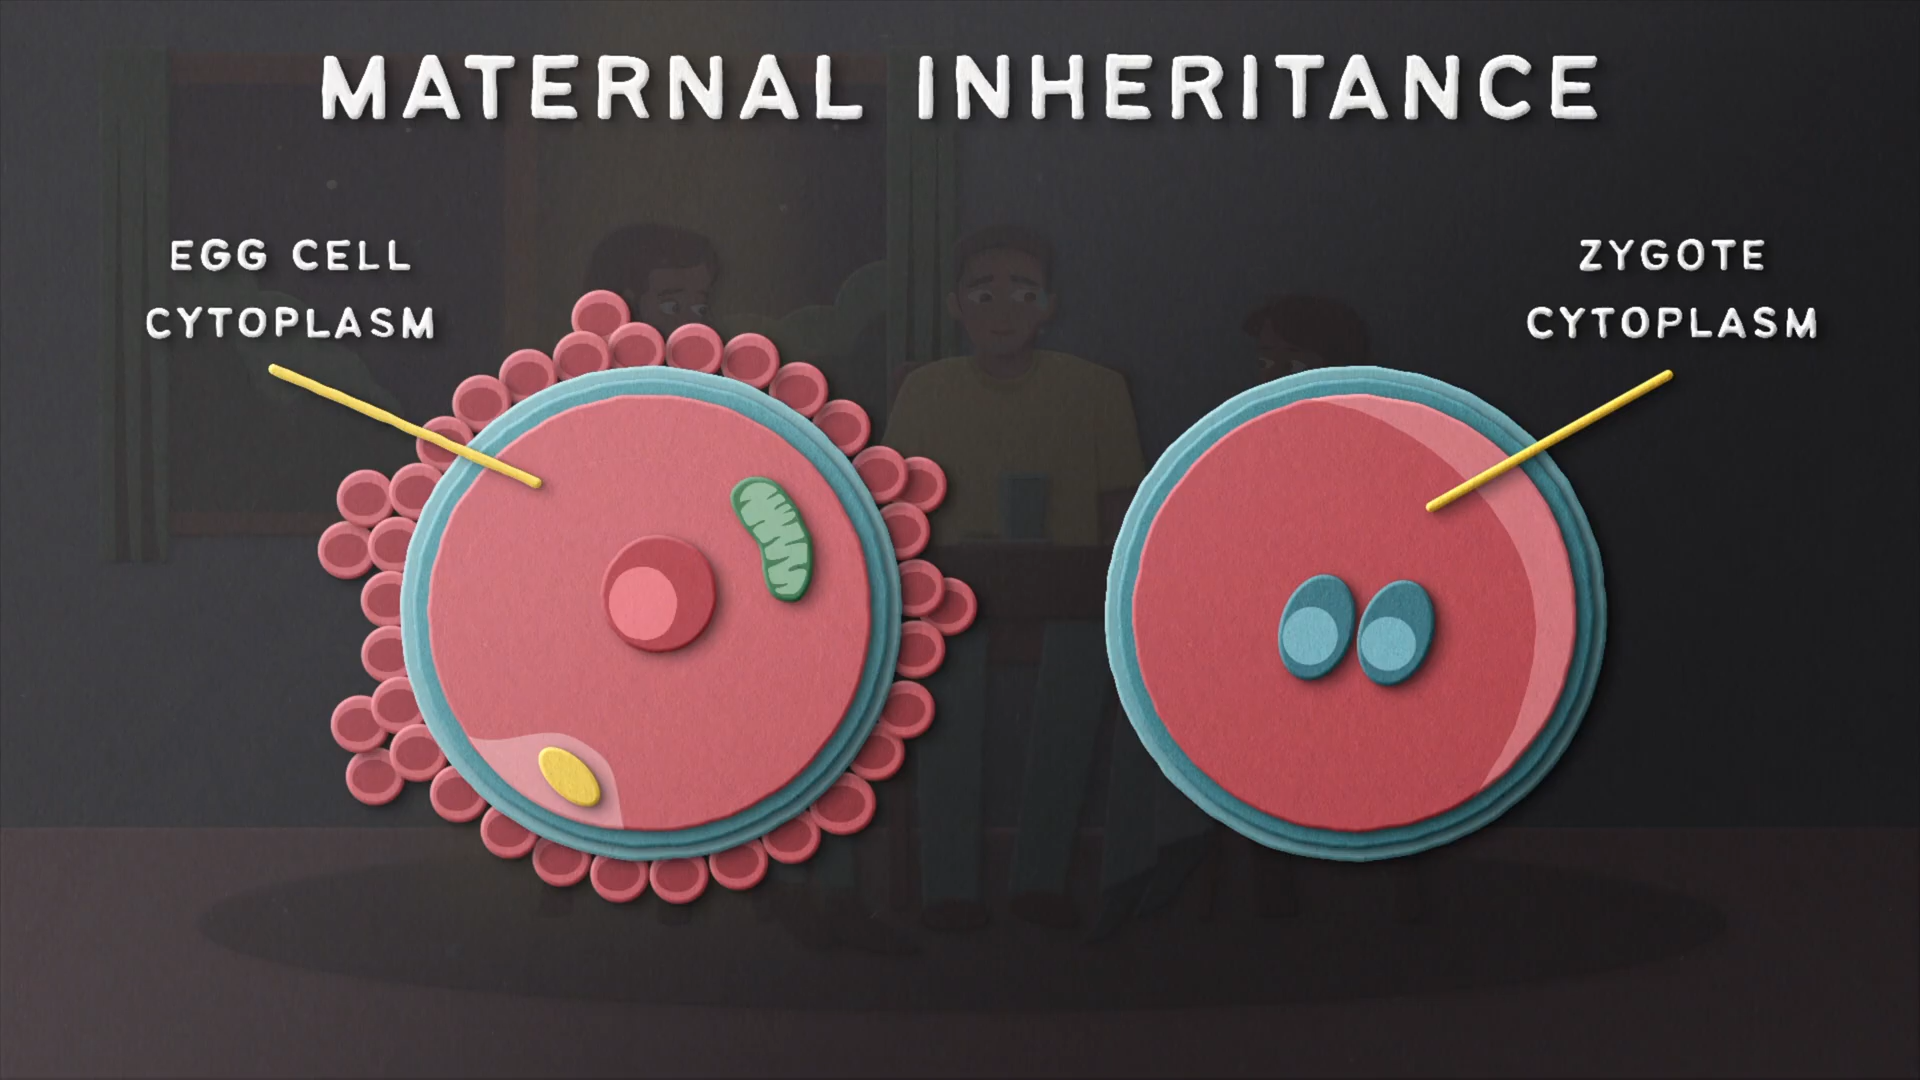 MATERNAL INHERITANCE
EGG CELL
CYTOPLASM
ZYGOTE
CYTOPLASM